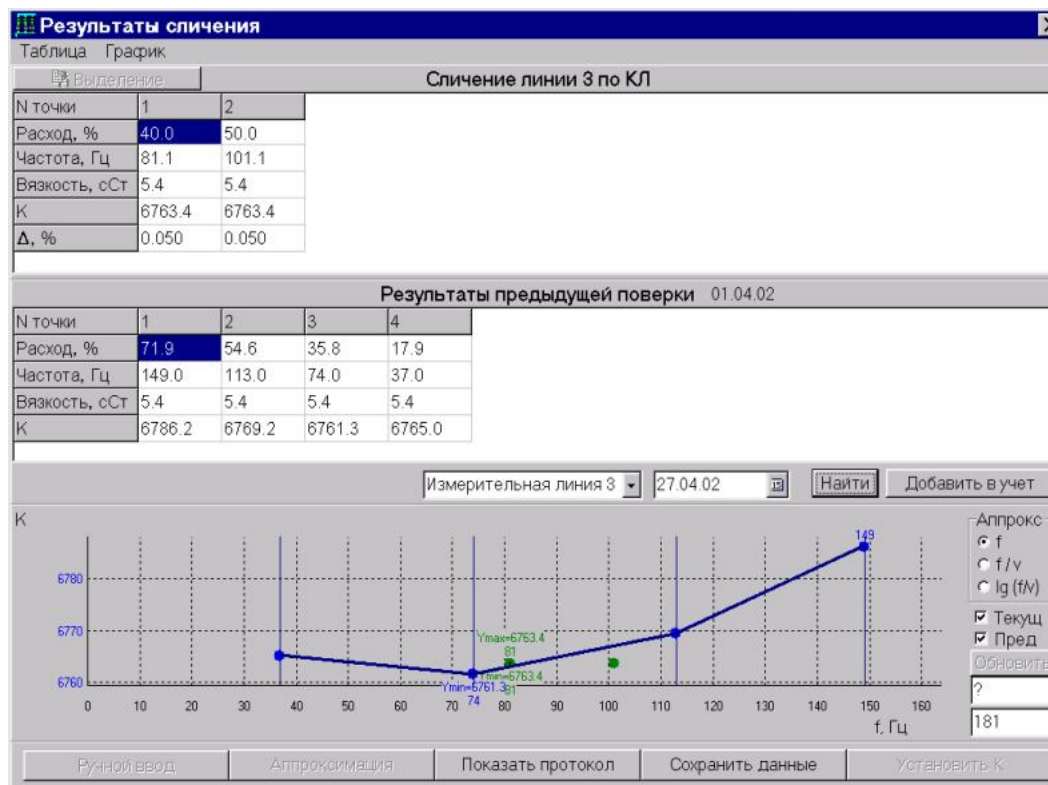 Результаты сличения
Таблица График
Выделение Сличение линии 3 по КЛ
N точки 1 2
Расход, % 40.0 50.0
Частота, Гц 81.1 101.1
Вязкость, сСт 5.4 5.4
K 6763.4 6763.4
Δ, % 0.050 0.050
Результаты предыдущей поверки 01.04.02
N точки 1 2 3 4
Расход, % 71.9 54.6 35.8 17.9
Частота, Гц 149.0 113.0 74.0 37.0
Вязкость, сСт 5.4 5.4 5.4 5.4
K 6786.2 6769.2 6761.3 6765.0
Измерительная линия 3 27.04.02 Найти Добавить в учет
K
149
6780
6770
6760
Ymax=6763.4
81
Ymin=6763.4
81
Ymin=6761.3
74
0 10 20 30 40 50 60 70 80 90 100 110 120 130 140 150 160
f, Гц
Аппрокс
f
f / v
lg (f/v)
Текущ
Пред
Обновить
?
181
Ручной ввод Аппроксимация Показать протокол Сохранить данные Установить K